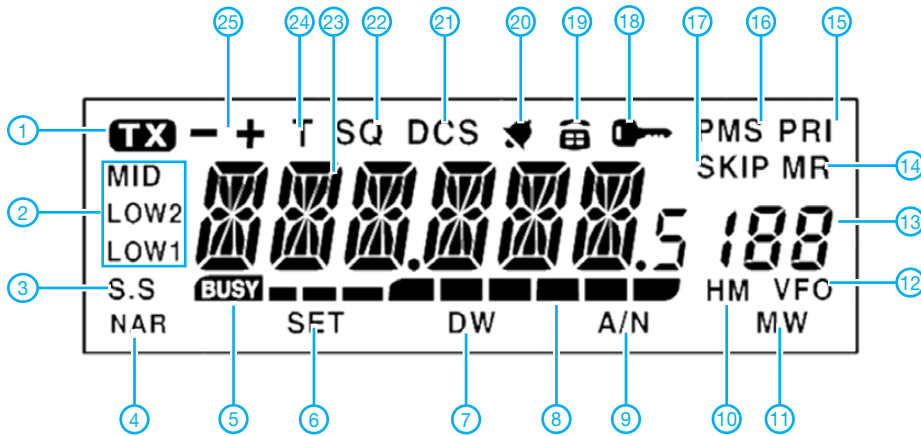 25 24 23 22 21 20 19 18 17 16 15
1 TX − + T SQ DCS PMS PRI
MID SKIP MR 14
2 LOW2
LOW1 .5 188 13
3 S.S BUSY HM VFO 12
NAR SET DW A/N MW
4 5 6 7 8 9 10 11